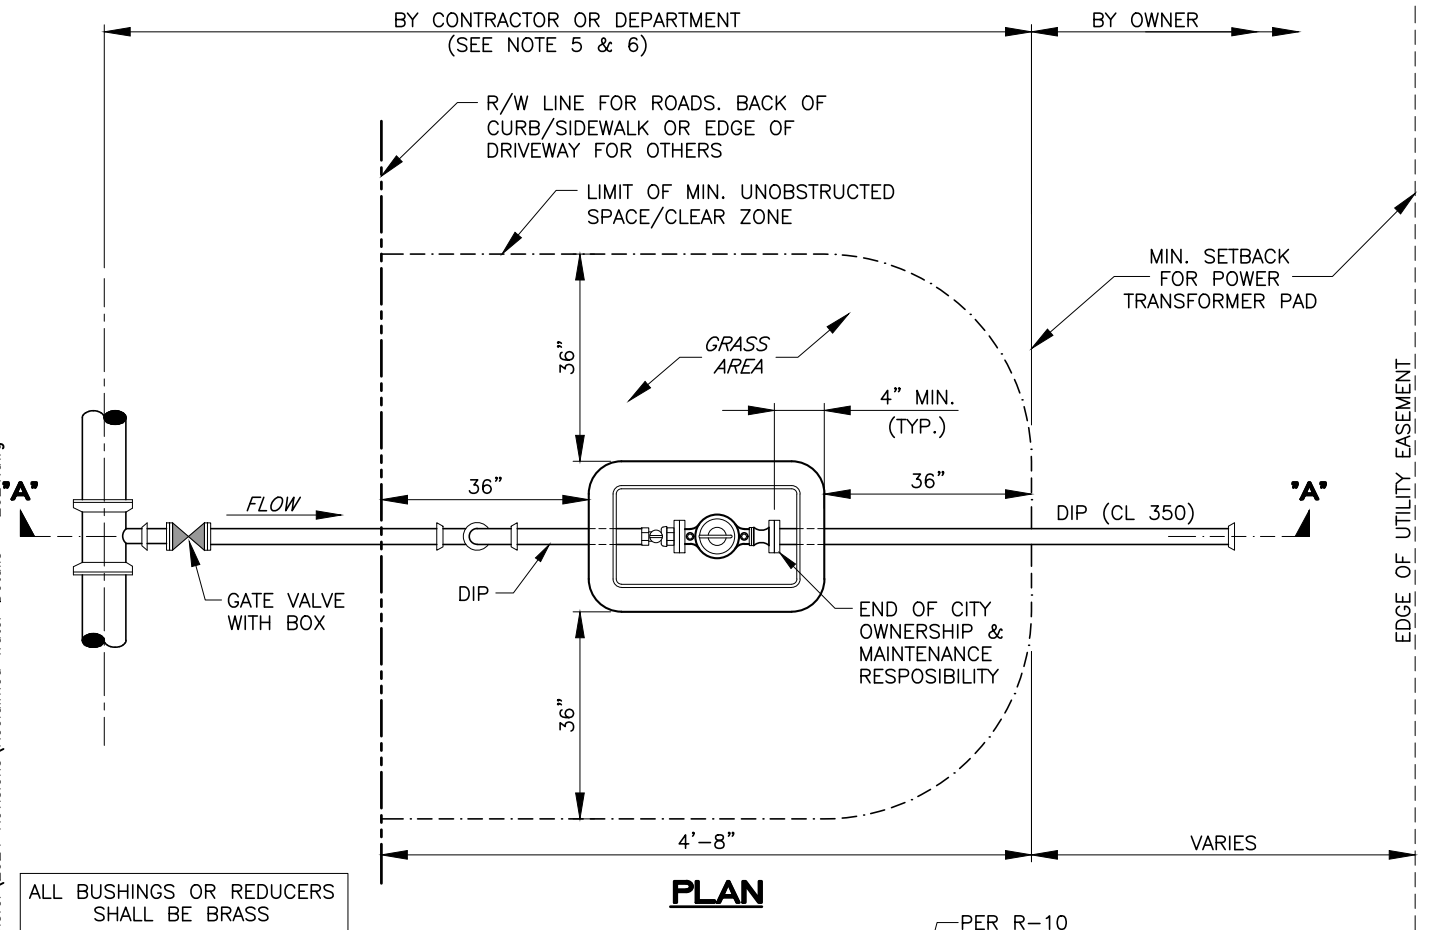 BY CONTRACTOR OR DEPARTMENT
(SEE NOTE 5 & 6)
BY OWNER
R/W LINE FOR ROADS. BACK OF
CURB/SIDEWALK OR EDGE OF
DRIVEWAY FOR OTHERS
LIMIT OF MIN. UNOBSTRUCTED
SPACE/CLEAR ZONE
MIN. SETBACK
FOR POWER
TRANSFORMER PAD
GRASS
AREA
36"
4" MIN.
(TYP.)
EDGE OF UTILITY EASEMENT
"A"
FLOW
36"
36"
DIP (CL 350)
"A"
GATE VALVE
WITH BOX
DIP
END OF CITY
OWNERSHIP &
MAINTENANCE
RESPOSIBILITY
36"
4'-8"
VARIES
PLAN
ALL BUSHINGS OR REDUCERS
SHALL BE BRASS
PER R-10